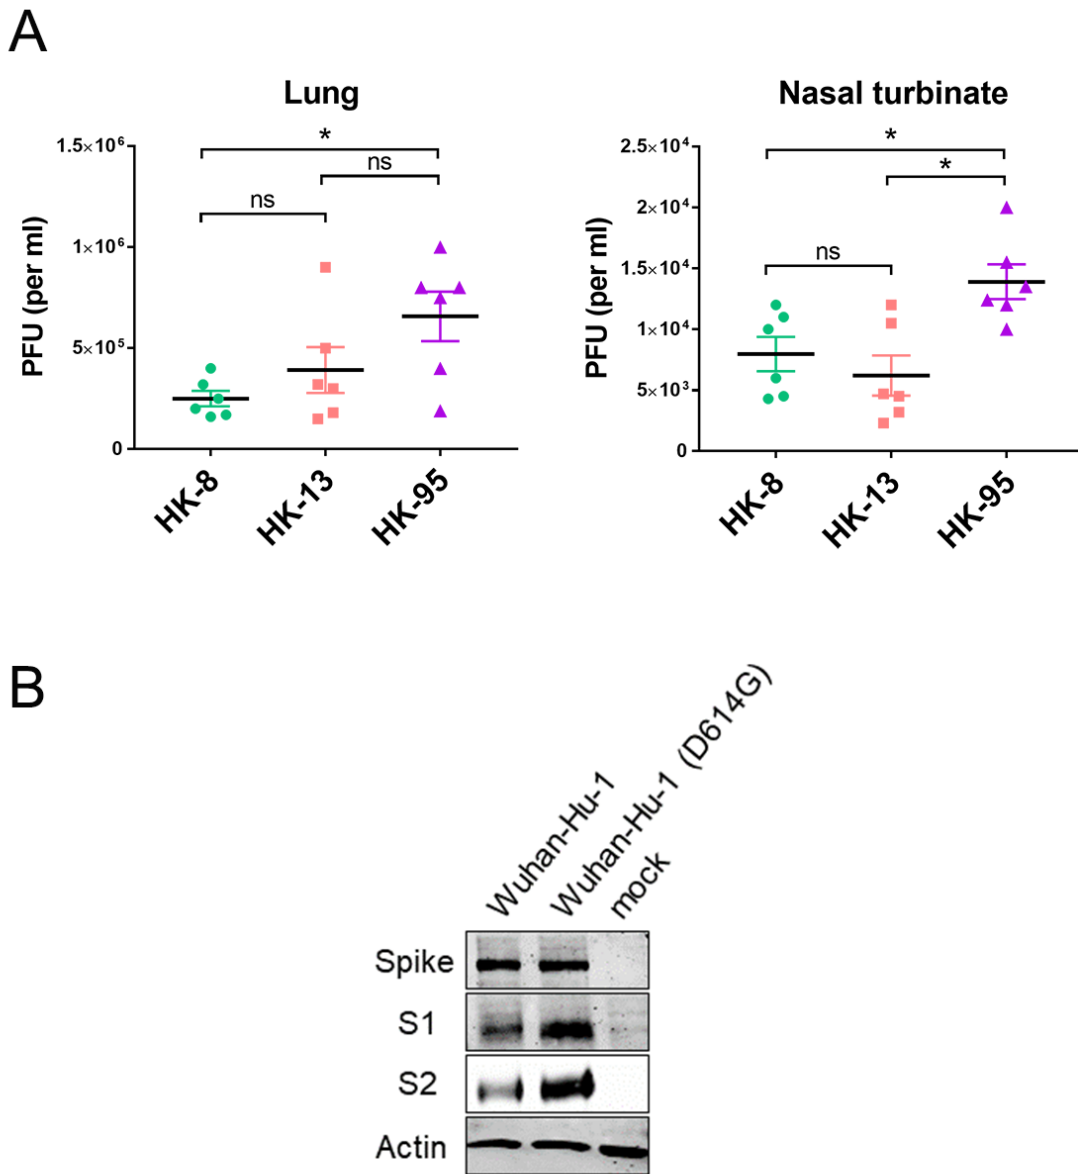 A
Lung
Nasal turbinate
*
ns
ns
1.5×10⁶
1×10⁶
5×10⁵
0
PFU (per ml)
HK-8
HK-13
HK-95
*
*
ns
2.5×10⁴
2×10⁴
1.5×10⁴
1×10⁴
5×10³
0
PFU (per ml)
HK-8
HK-13
HK-95
B
Wuhan-Hu-1
Wuhan-Hu-1 (D614G)
mock
Spike
S1
S2
Actin